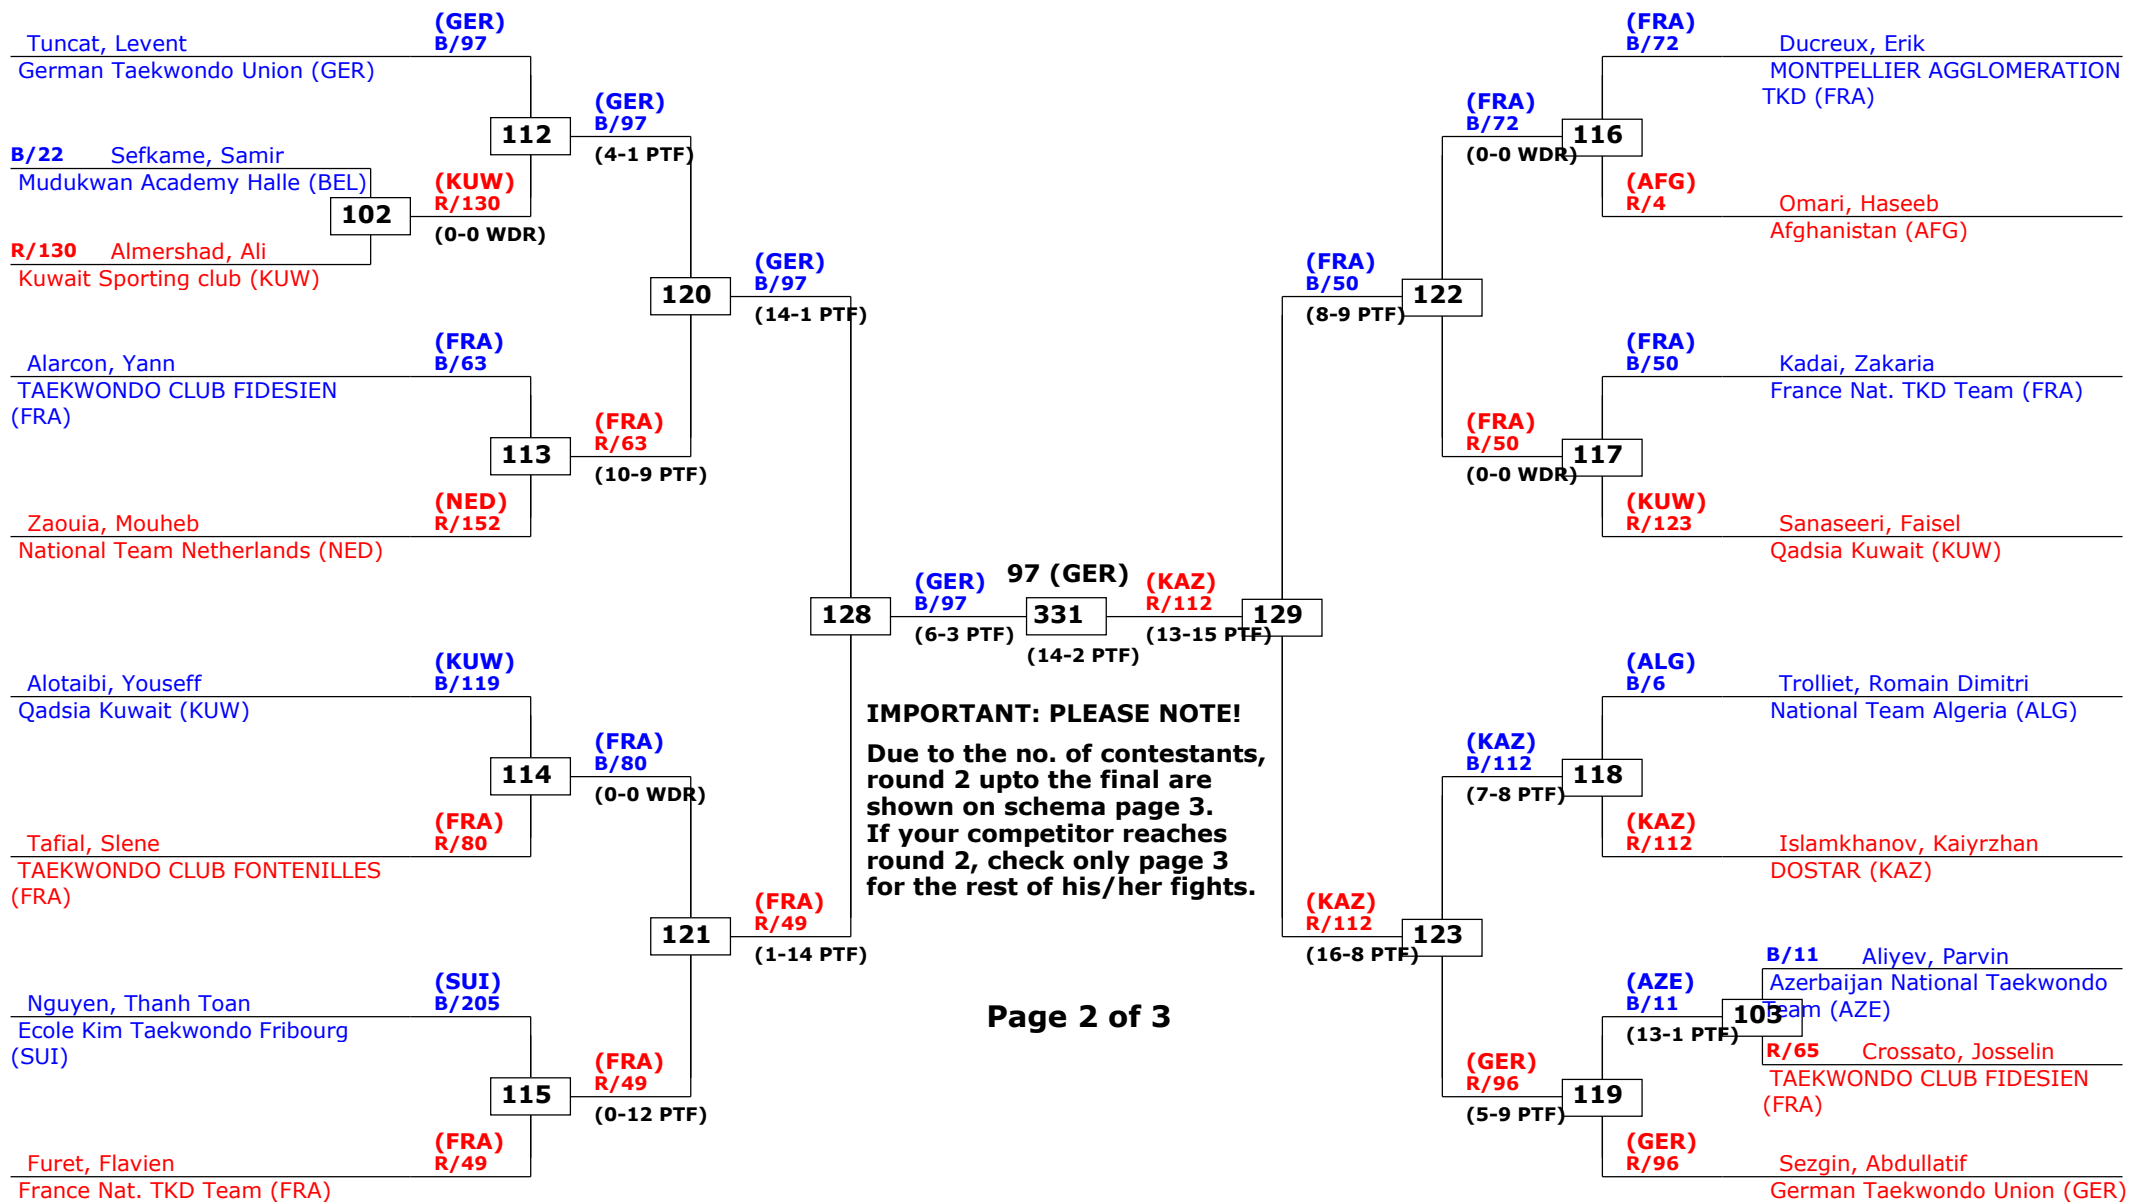 (GER)
Tuncat, Levent B/97
German Taekwondo Union (GER)
(GER)
B/97
112
(4-1 PTF)
B/22 Sefkame, Samir
Mudukwan Academy Halle (BEL)
(KUW)
R/130
102
(0-0 WDR)
R/130 Almershad, Ali
Kuwait Sporting club (KUW)
(GER)
B/97
120
(14-1 PTF)
(FRA)
Alarcon, Yann B/63
TAEKWONDO CLUB FIDESIEN
(FRA)
(FRA)
R/63
113
(10-9 PTF)
(NED)
Zaouia, Mouheb R/152
National Team Netherlands (NED)
(GER)
B/97
128
(6-3 PTF)
(KUW)
Alotaibi, Youseff B/119
Qadsia Kuwait (KUW)
(FRA)
B/80
114
(0-0 WDR)
(FRA)
Tafial, Slene R/80
TAEKWONDO CLUB FONTENILLES
(FRA)
(FRA)
R/49
121
(1-14 PTF)
(SUI)
Nguyen, Thanh Toan B/205
Ecole Kim Taekwondo Fribourg
(SUI)
(FRA)
R/49
115
(0-12 PTF)
(FRA)
Furet, Flavien R/49
France Nat. TKD Team (FRA)
97 (GER)
331
(14-2 PTF)
IMPORTANT: PLEASE NOTE!
Due to the no. of contestants,
round 2 upto the final are
shown on schema page 3.
If your competitor reaches
round 2, check only page 3
for the rest of his/her fights.
Page 2 of 3
(KAZ)
R/112
129
(13-15 PTF)
(FRA)
B/72 Ducreux, Erik
MONTPELLIER AGGLOMERATION
TKD (FRA)
(FRA)
B/72
116
(0-0 WDR)
(AFG)
R/4 Omari, Haseeb
Afghanistan (AFG)
(FRA)
B/50
122
(8-9 PTF)
(FRA)
B/50 Kadai, Zakaria
France Nat. TKD Team (FRA)
(FRA)
R/50
117
(0-0 WDR)
(KUW)
R/123 Sanaseeri, Faisel
Qadsia Kuwait (KUW)
(ALG)
B/6 Trolliet, Romain Dimitri
National Team Algeria (ALG)
(KAZ)
B/112
118
(7-8 PTF)
(KAZ)
R/112 Islamkhanov, Kaiyrzhan
DOSTAR (KAZ)
(KAZ)
R/112
123
(16-8 PTF)
B/11 Aliyev, Parvin
Azerbaijan National Taekwondo
Team (AZE)
(AZE)
B/11
103
(13-1 PTF)
R/65 Crossato, Josselin
TAEKWONDO CLUB FIDESIEN
(FRA)
(GER)
R/96
119
(5-9 PTF)
(GER)
R/96 Sezgin, Abdullatif
German Taekwondo Union (GER)